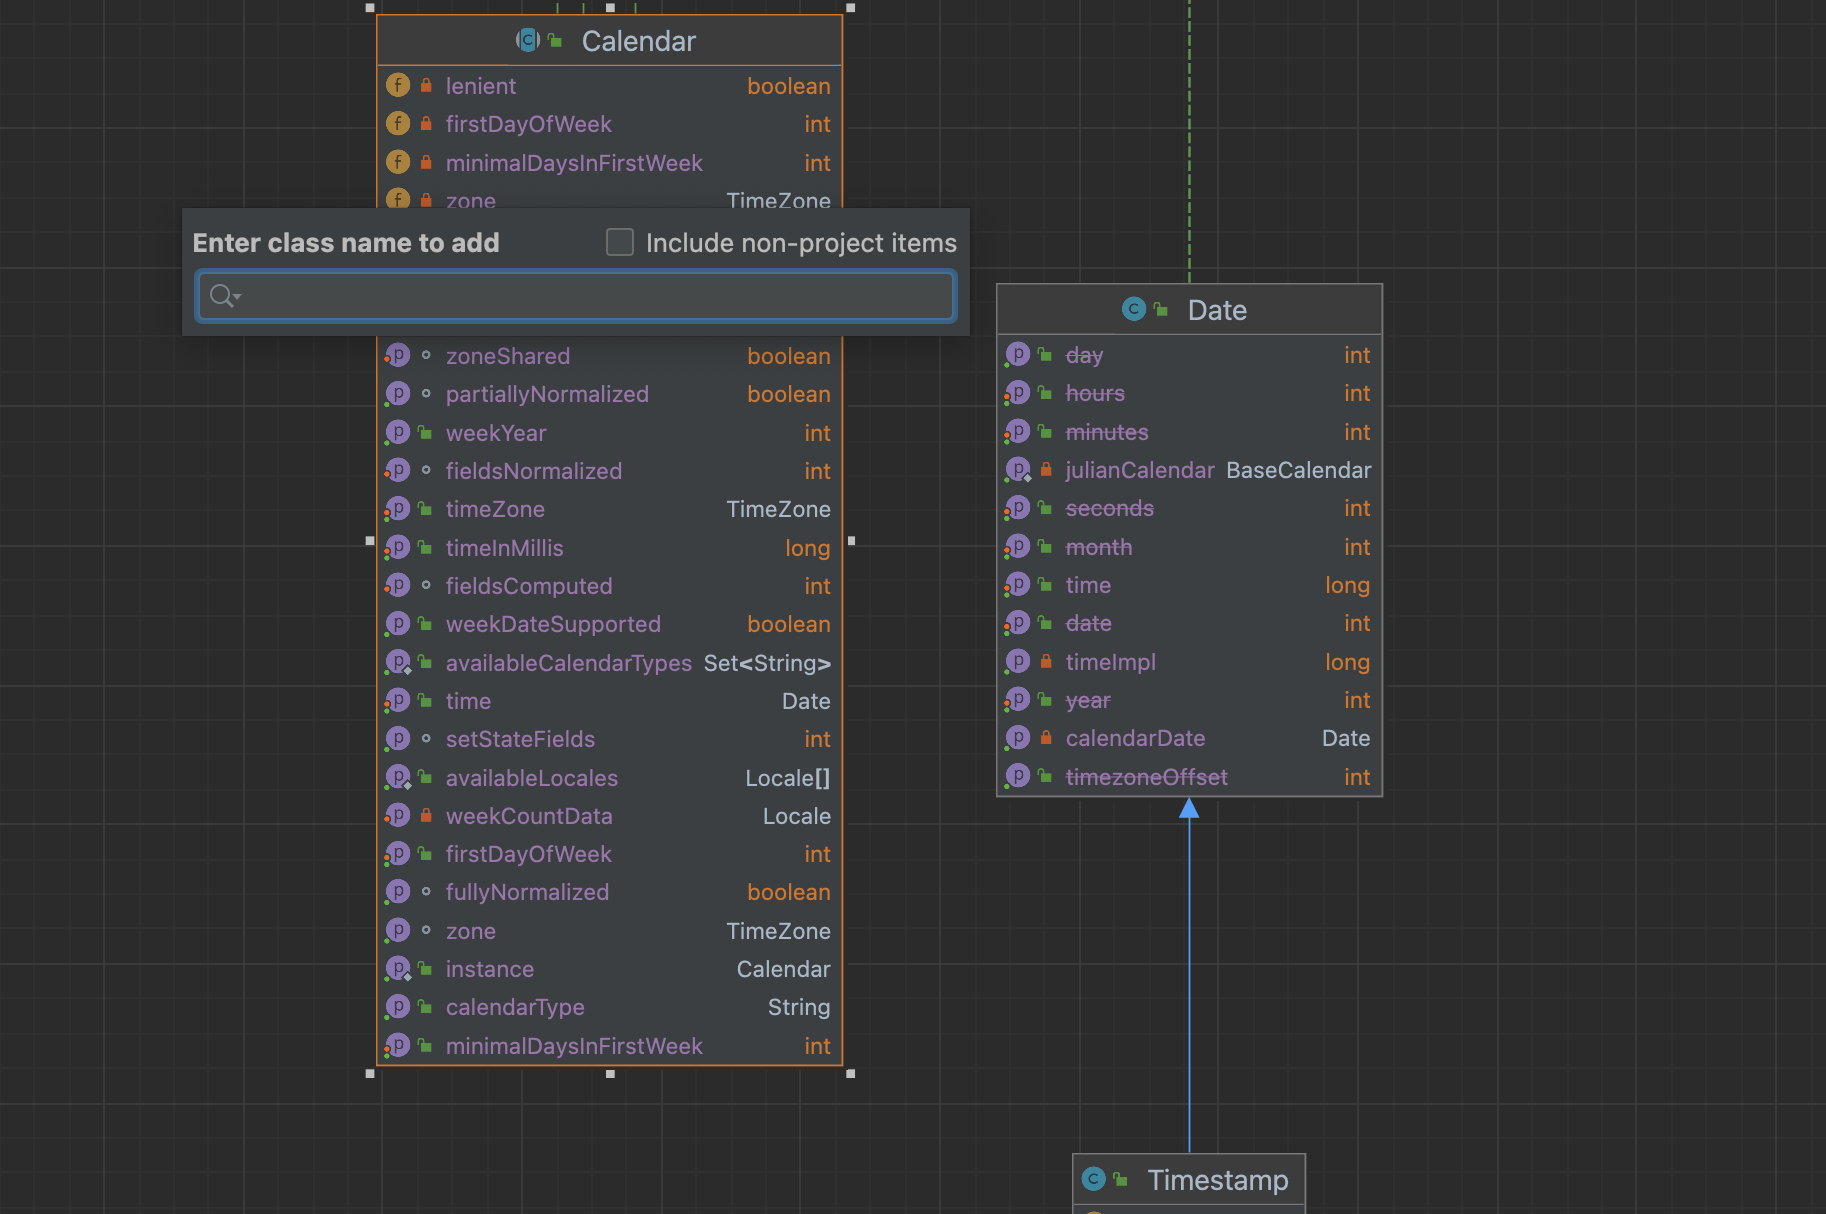 Calendar
lenient boolean
firstDayOfWeek int
minimalDaysInFirstWeek int
zone TimeZone
Enter class name to add Include non-project items
zoneShared boolean
partiallyNormalized boolean
weekYear int
fieldsNormalized int
timeZone TimeZone
timeInMillis long
fieldsComputed int
weekDateSupported boolean
availableCalendarTypes Set<String>
time Date
setStateFields int
availableLocales Locale[]
weekCountData Locale
firstDayOfWeek int
fullyNormalized boolean
zone TimeZone
instance Calendar
calendarType String
minimalDaysInFirstWeek int
Date
day int
hours int
minutes int
julianCalendar BaseCalendar
seconds int
month int
time long
date int
timeImpl long
year int
calendarDate Date
timezoneOffset int
Timestamp